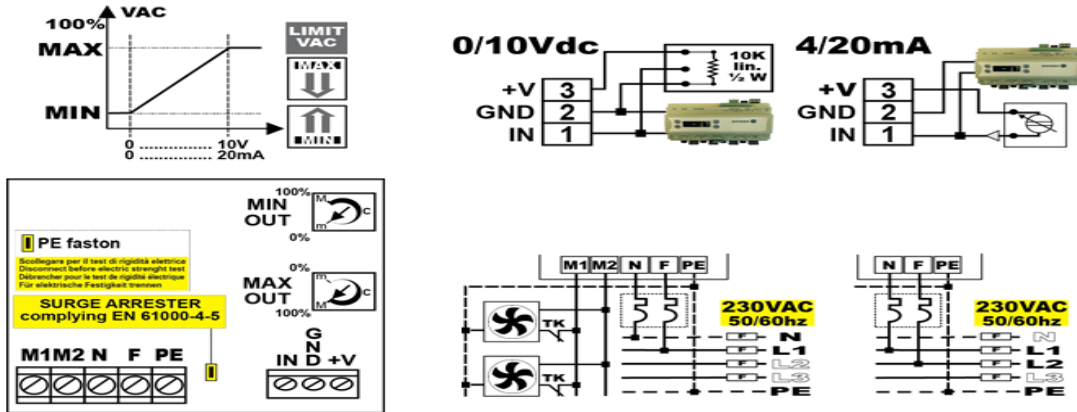 VAC
100%
MAX
MIN
0 ............ 10V
0 ............ 20mA
LIMIT
VAC
MAX
MIN
0/10Vdc
+V 3
GND 2
IN 1
10K
lin.
½ W
4/20mA
+V 3
GND 2
IN 1
PE faston
Scollegare per il test di rigidità elettrica
Disconnect before electric strenght test
Débrancher pour le test de rigidité électrique
Für elektrische Festigkeit trennen
SURGE ARRESTER
complying EN 61000-4-5
M1 M2 N F PE
MIN
OUT
100%
0%
M
m
c
MAX
OUT
0%
100%
m
M
c
IN GND +V
M1 M2 N F PE
TK
TK
230VAC
50/60hz
F N
F L1
F L2
F L3
PE
N F PE
230VAC
50/60hz
F N
F L1
F L2
F L3
PE